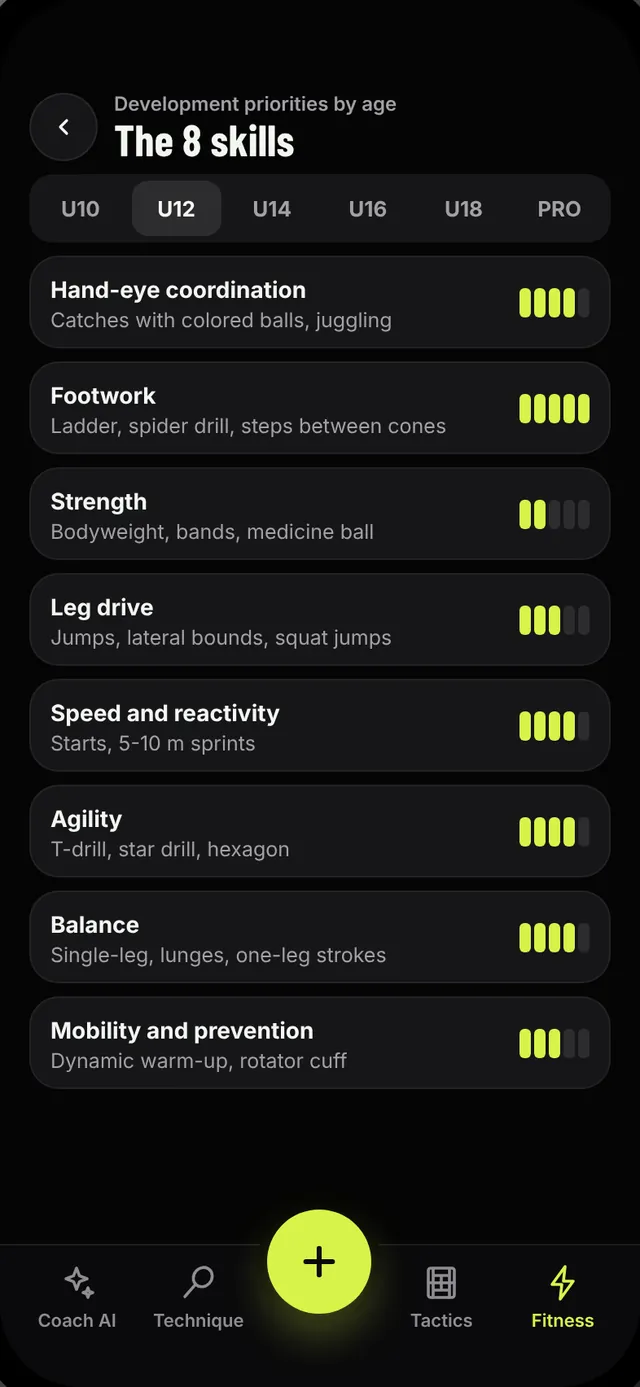 Development priorities by age
The 8 skills
U10 U12 U14 U16 U18 PRO
Hand-eye coordination
Catches with colored balls, juggling
Footwork
Ladder, spider drill, steps between cones
Strength
Bodyweight, bands, medicine ball
Leg drive
Jumps, lateral bounds, squat jumps
Speed and reactivity
Starts, 5-10 m sprints
Agility
T-drill, star drill, hexagon
Balance
Single-leg, lunges, one-leg strokes
Mobility and prevention
Dynamic warm-up, rotator cuff
Coach AI Technique Tactics Fitness